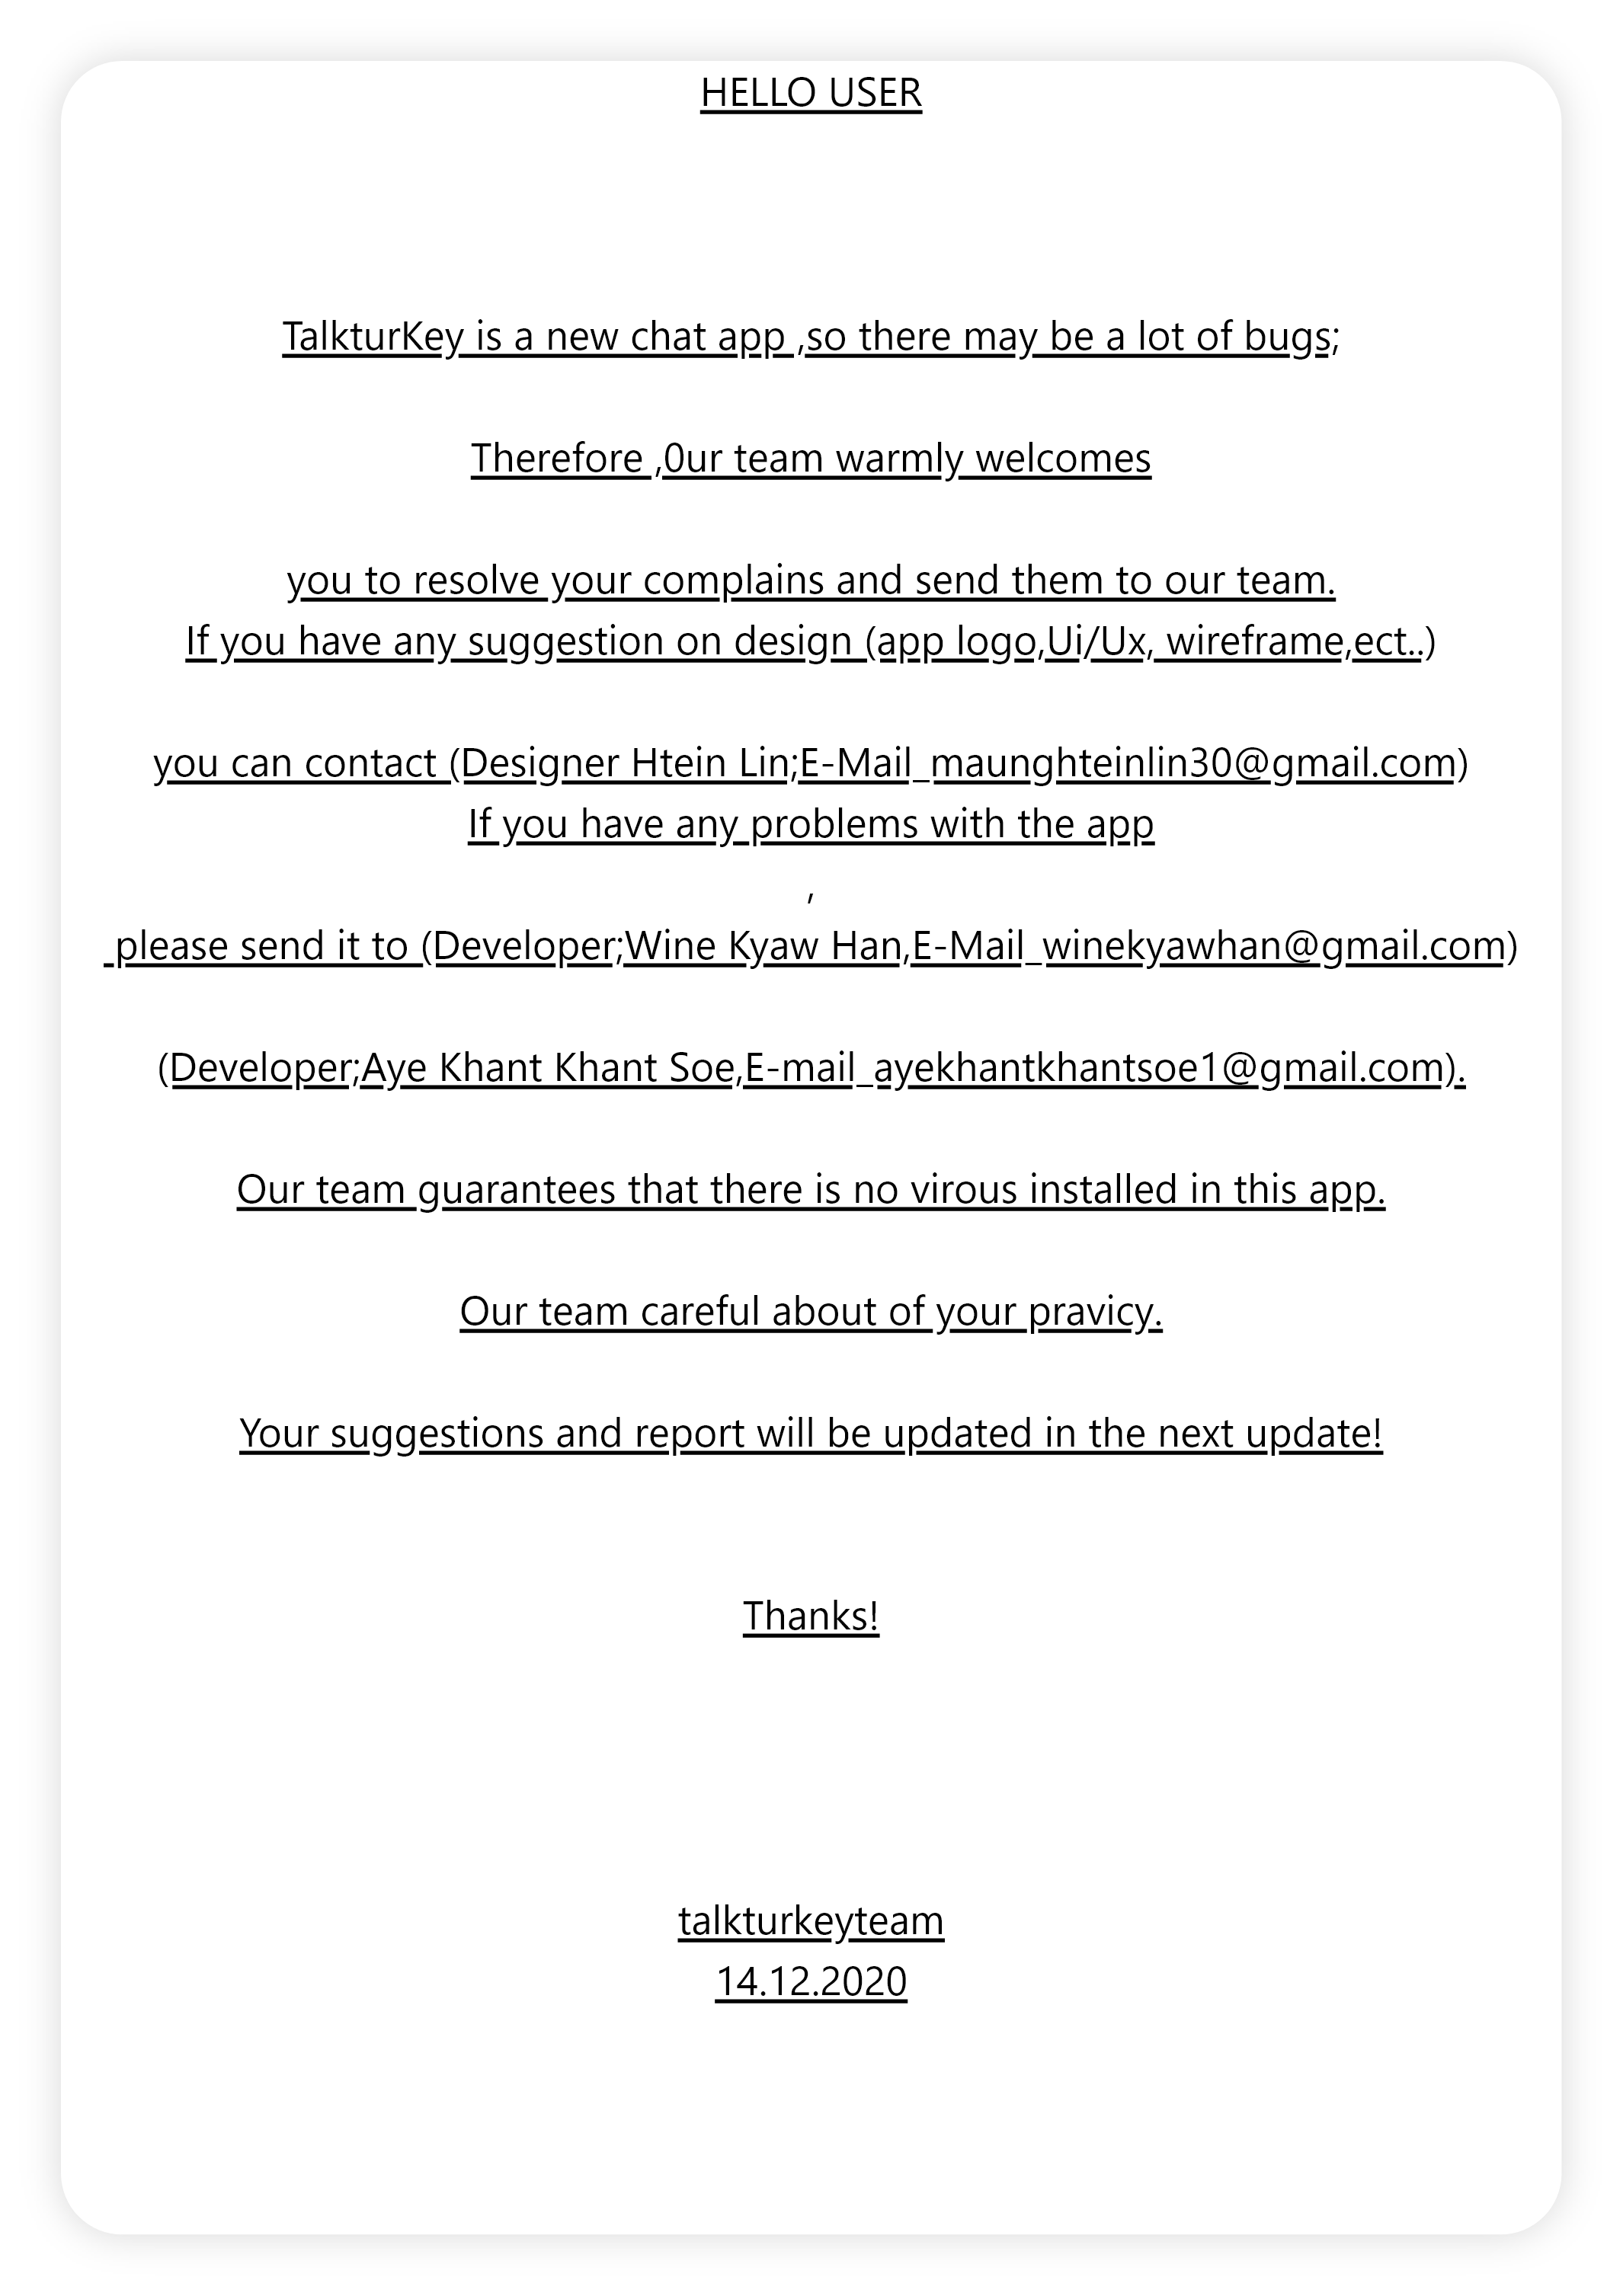 HELLO USER
TalkturKey is a new chat app ,so there may be a lot of bugs;
Therefore ,0ur team warmly welcomes
you to resolve your complains and send them to our team.
If you have any suggestion on design (app logo,Ui/Ux, wireframe,ect..)
you can contact (Designer Htein Lin;E-Mail_maunghteinlin30@gmail.com)
If you have any problems with the app
,
please send it to (Developer;Wine Kyaw Han,E-Mail_winekyawhan@gmail.com)
(Developer;Aye Khant Khant Soe,E-mail_ayekhantkhantsoe1@gmail.com).
Our team guarantees that there is no virous installed in this app.
Our team careful about of your pravicy.
Your suggestions and report will be updated in the next update!
Thanks!
talkturkeyteam
14.12.2020